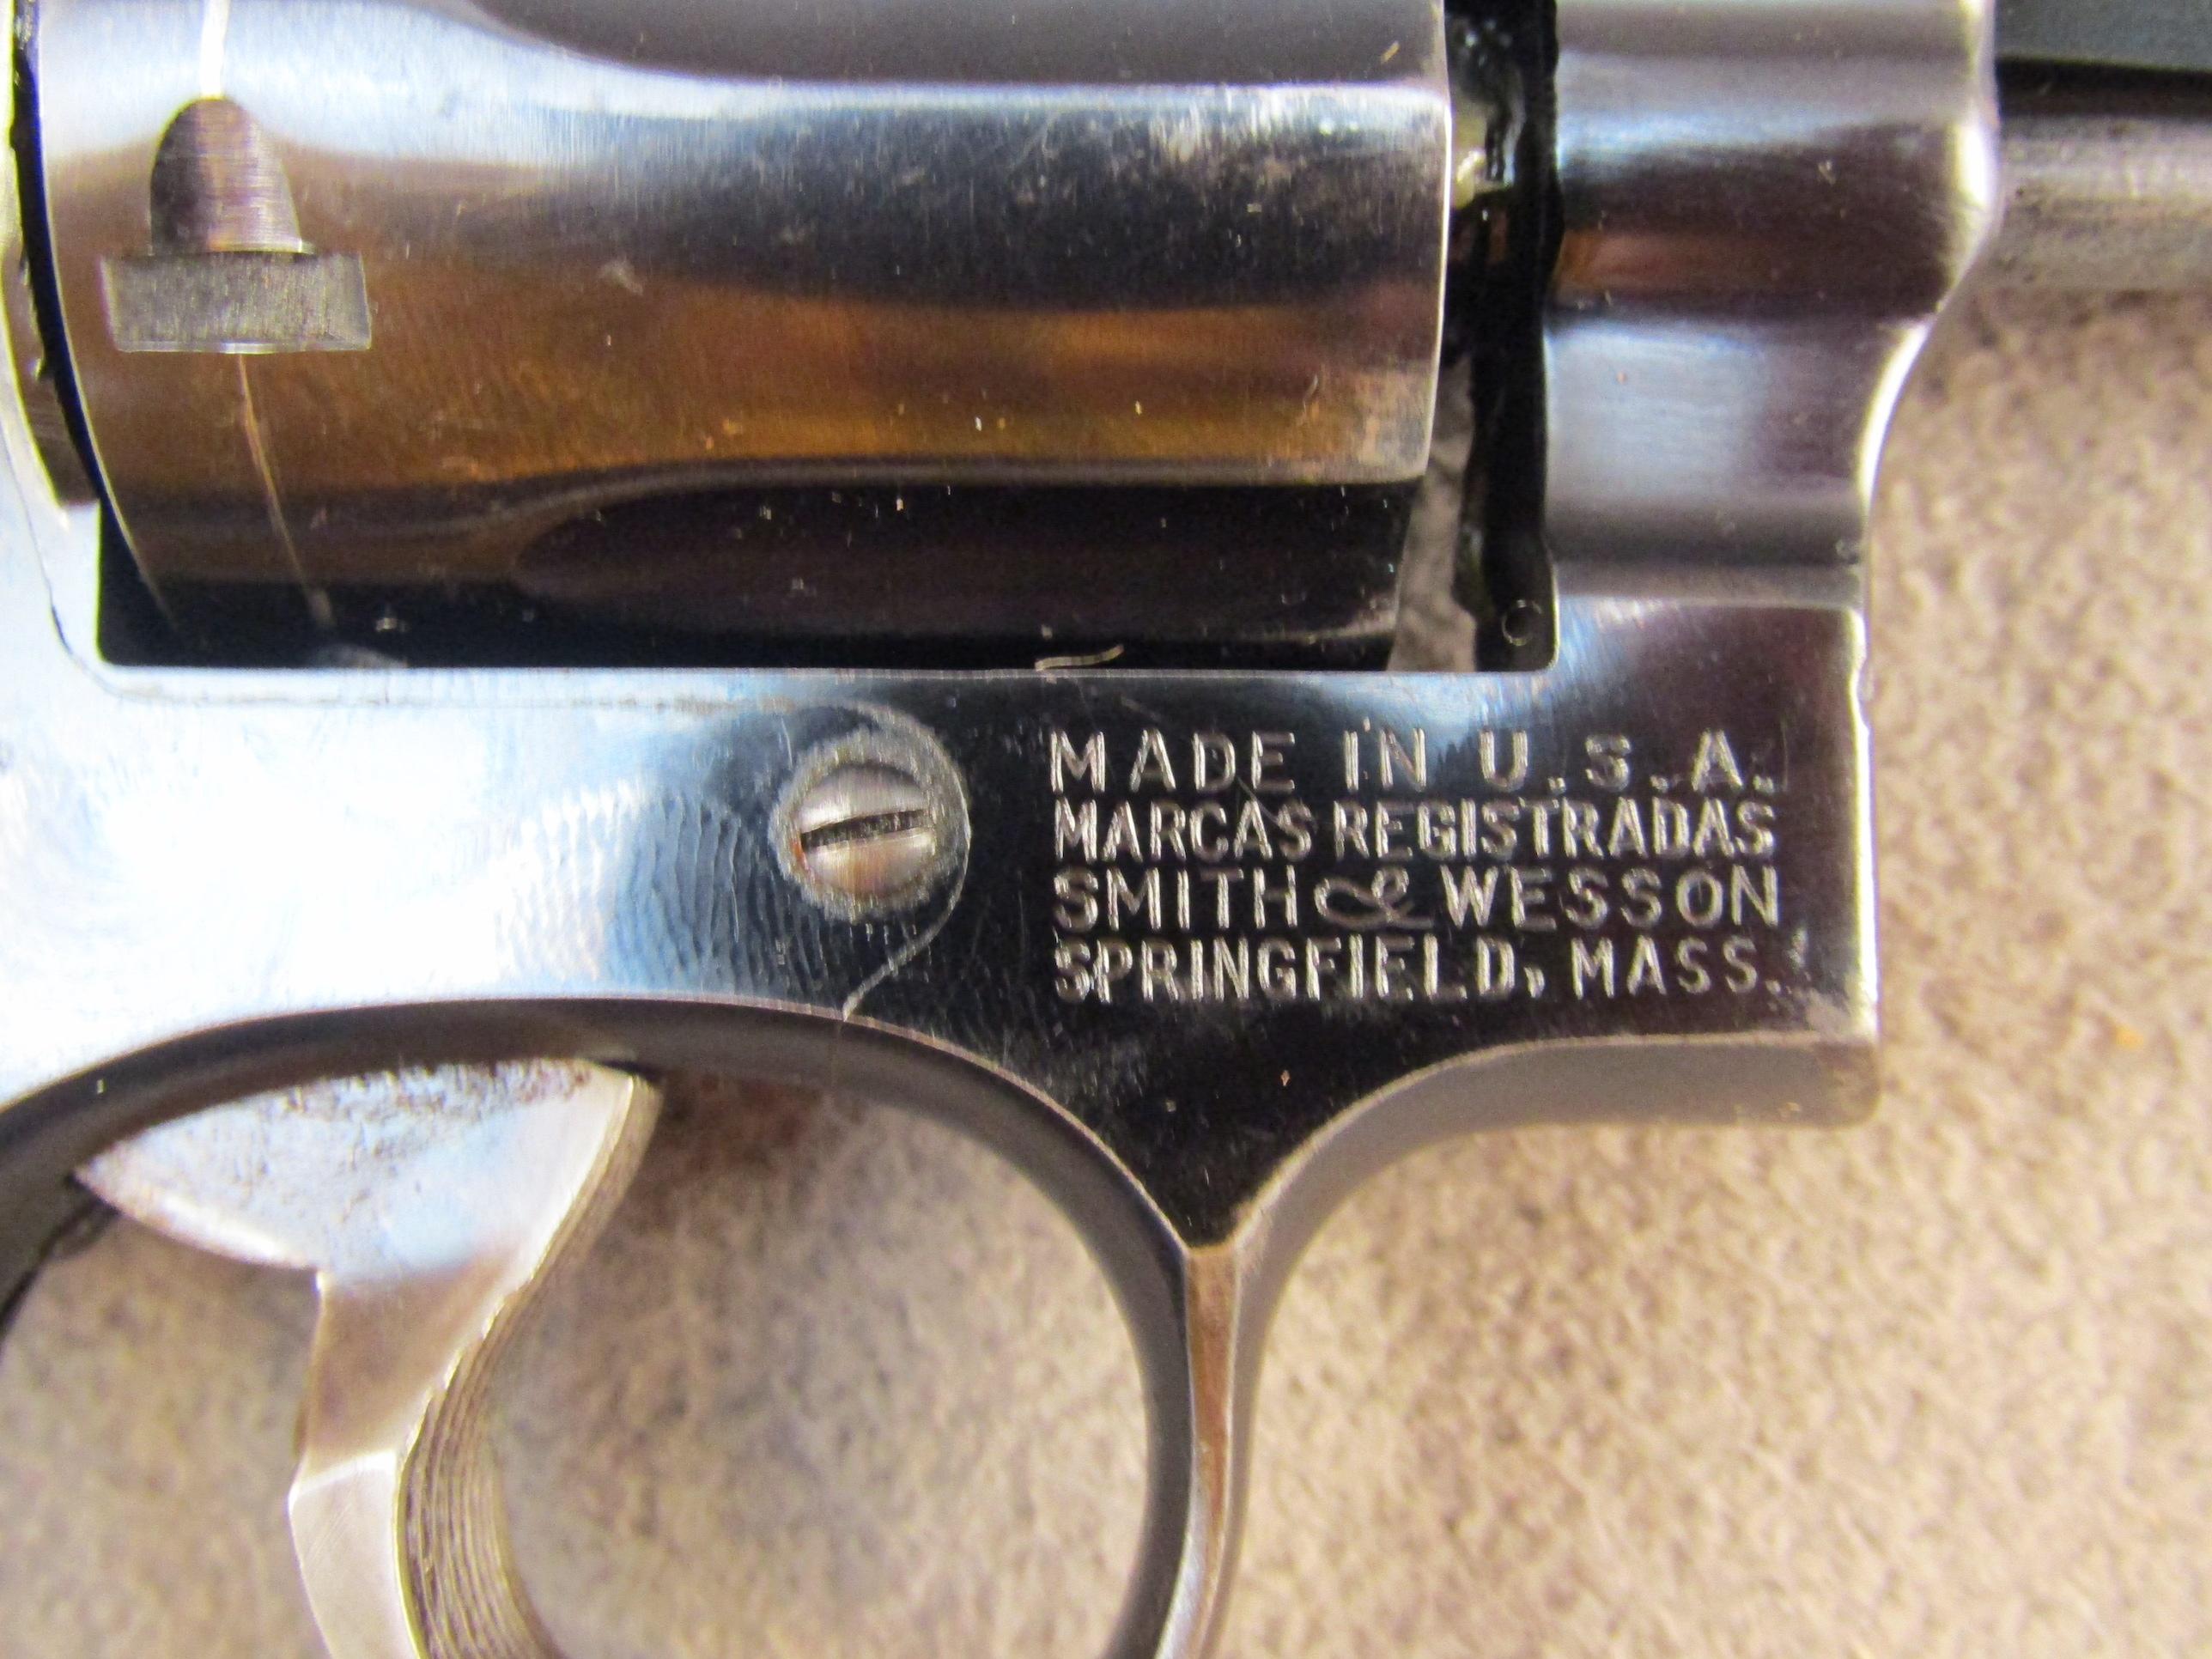 MADE IN U.S.A.
MARCAS REGISTRADAS
SMITH & WESSON
SPRINGFIELD, MASS.